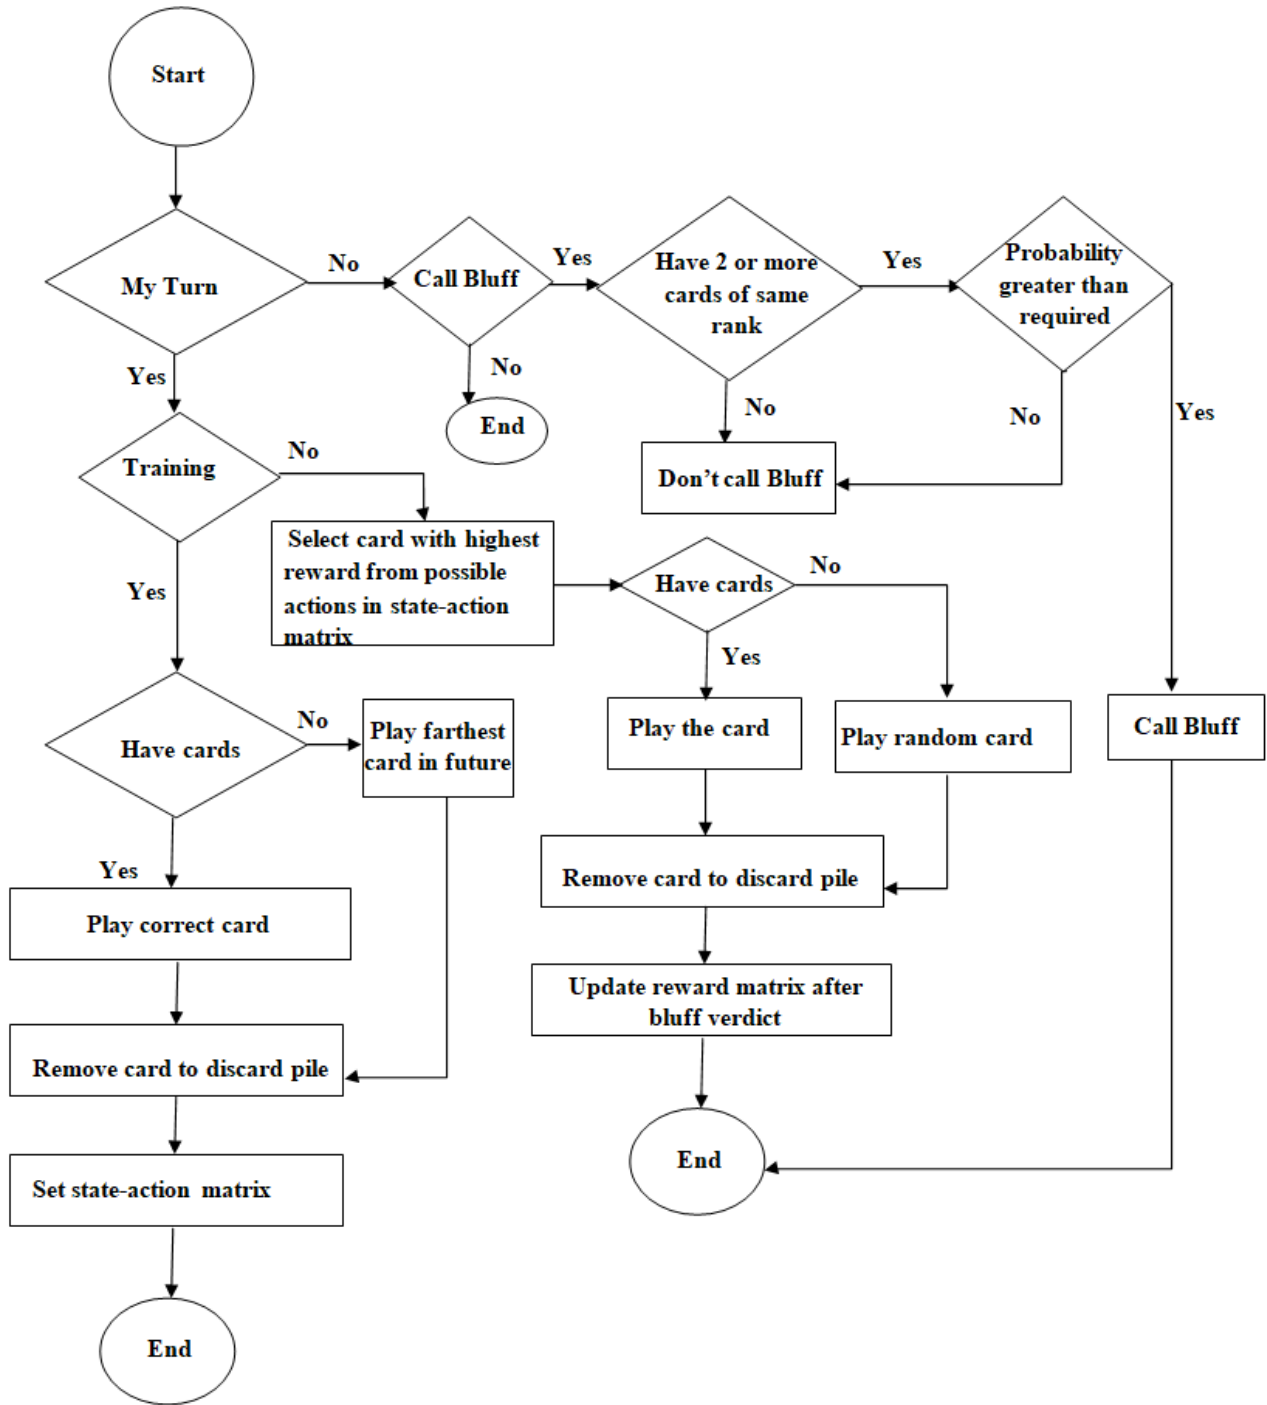 Start
My Turn
No
Call Bluff
Yes
Have 2 or more
cards of same
rank
Yes
Probability
greater than
required
Yes
No
End
No
Don’t call Bluff
No
Yes
Training
No
Select card with highest
reward from possible
actions in state-action
matrix
Have cards
No
Yes
Play the card
Play random card
Call Bluff
Remove card to discard pile
Update reward matrix after
bluff verdict
End
Yes
Have cards
No
Play farthest
card in future
Yes
Play correct card
Remove card to discard pile
Set state-action matrix
End